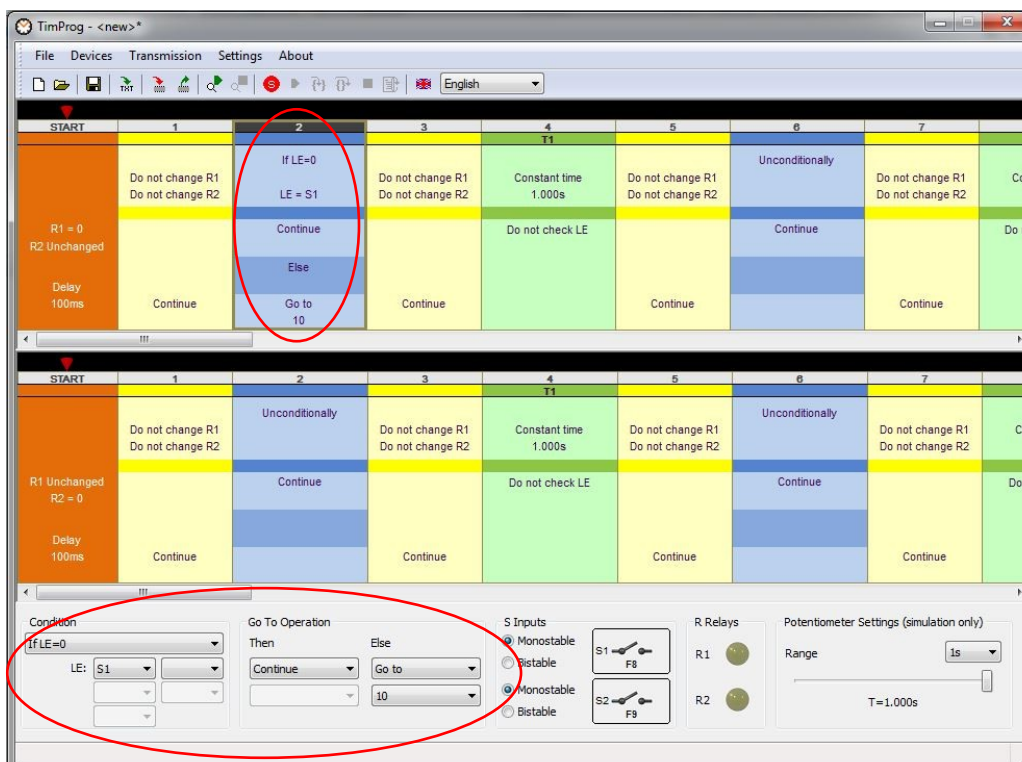 TimProg - <new>*
File Devices Transmission Settings About
TXT S English
START 1 2 3 4 5 6 7
T1
If LE=0 Unconditionally
Do not change R1 Do not change R1 Constant time Do not change R1 Do not change R1
Do not change R2 LE = S1 Do not change R2 1.000s Do not change R2 Do not change R2
R1 = 0 Continue Do not check LE Continue Do
R2 Unchanged
Else
Delay
100ms Continue Go to Continue Continue Continue
10
START 1 2 3 4 5 6 7
T1
Unconditionally Unconditionally
Do not change R1 Do not change R1 Constant time Do not change R1 Do not change R1
Do not change R2 Do not change R2 1.000s Do not change R2 Do not change R2
R1 Unchanged Continue Do not check LE Continue Do
R2 = 0
Delay
100ms Continue Continue Continue Continue
Condition
If LE=0
LE: S1
Go To Operation
Then Else
Continue Go to
10
S Inputs
Monostable
Bistable
S1 F8
Monostable
Bistable
S2 F9
R Relays
R1
R2
Potentiometer Settings (simulation only)
Range 1s
T=1.000s